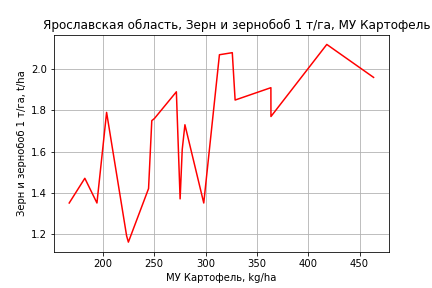 Ярославская область, Зерн и зернобоб 1 т/га, МУ Картофель
Зерн и зернобоб 1 т/га, t/ha
2.0
1.8
1.6
1.4
1.2
200 250 300 350 400 450
МУ Картофель, kg/ha